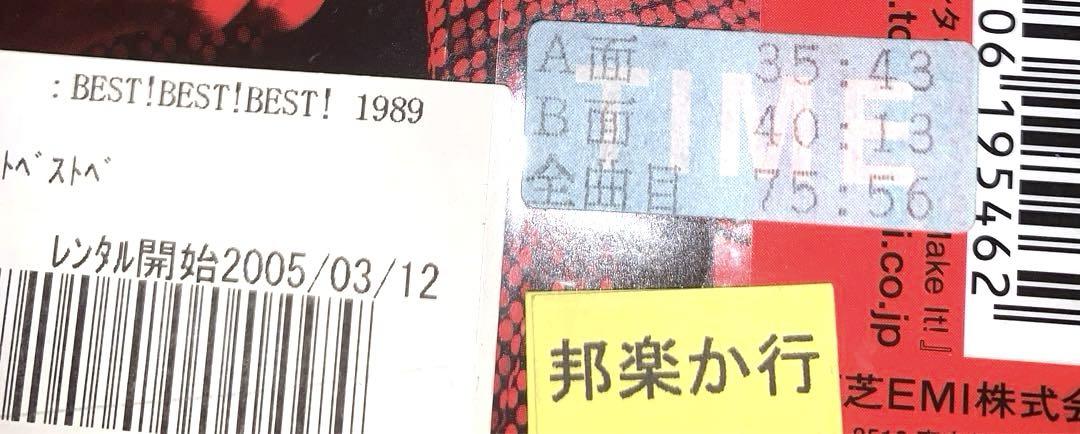 : BEST!BEST!BEST! 1989
トベストベ
レンタル開始2005/03/12
TIME
A面 35:43
B面 40:13
全曲目 75:56
邦楽か行
06 195462
ake It!』
i.co.jp
芝EMI株式会